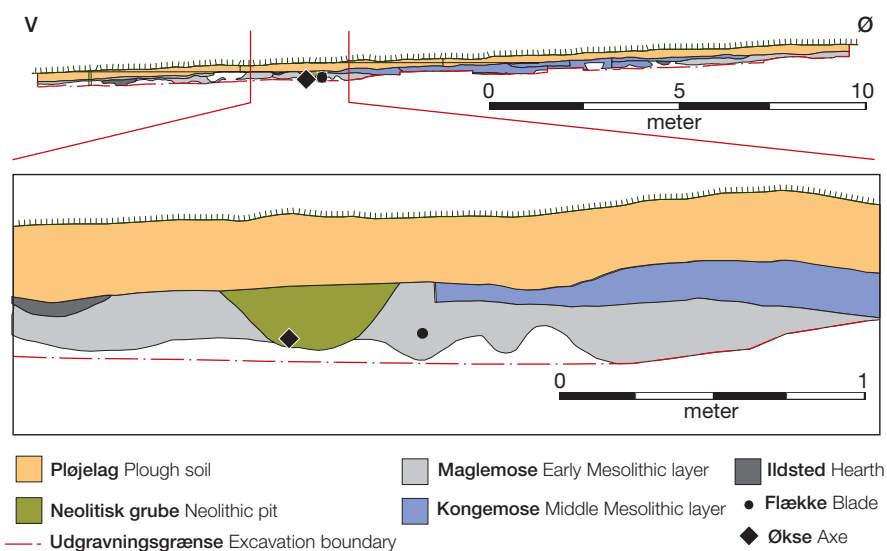 V Ø
0 5 10
meter
0 1
meter
Pløjelag Plough soil
Maglemose Early Mesolithic layer
Ildsted Hearth
Neolitisk grube Neolithic pit
Kongemose Middle Mesolithic layer
Flække Blade
Udgravningsgrænse Excavation boundary
Økse Axe